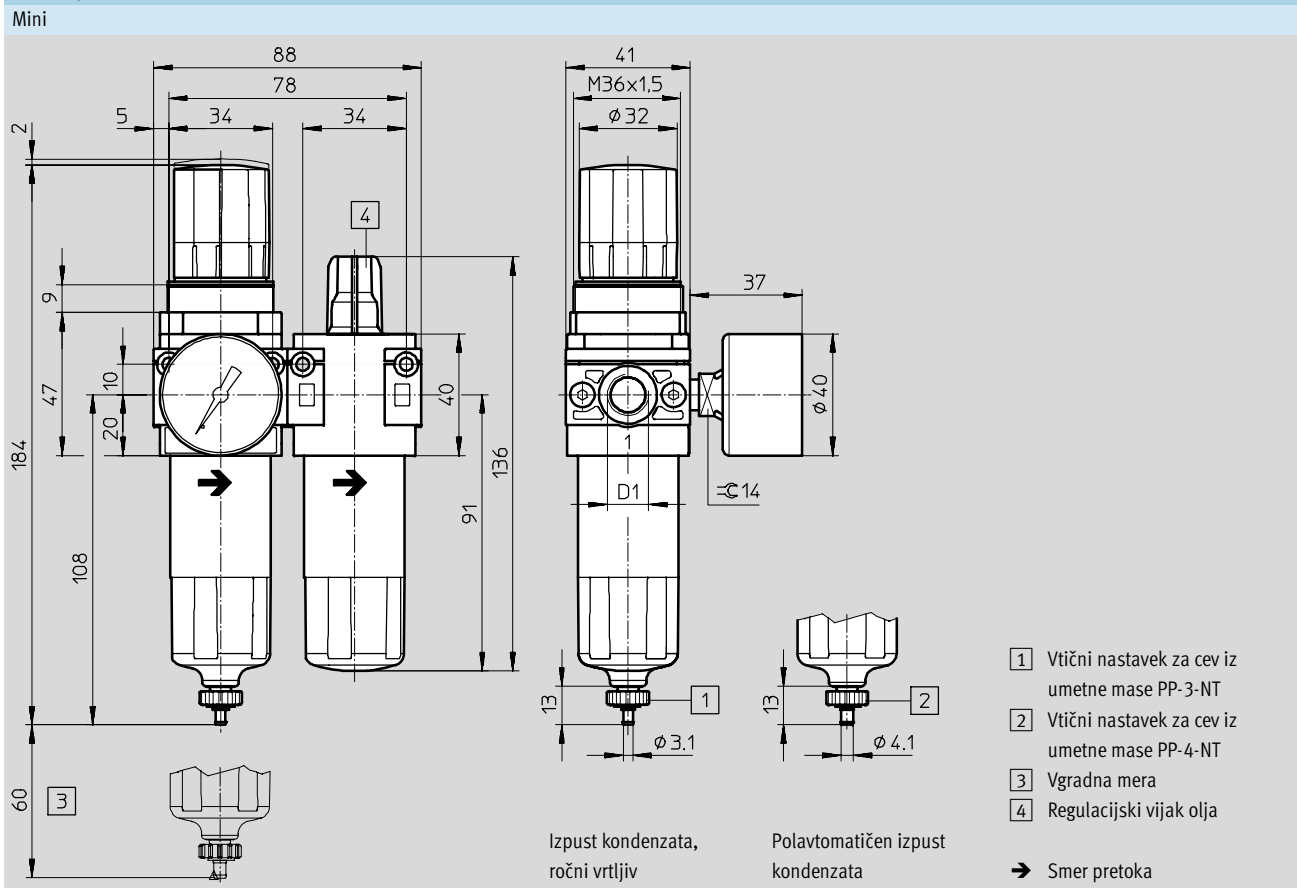 Mini
88
78
5
34
34
2
9
47
10
20
184
108
60
3
4
40
136
91
41
M36x1,5
ø32
37
ø40
1
D1
14
13
1
ø3.1
13
2
ø4.1
Izpust kondenzata,
ročni vrtljiv
Polavtomatičen izpust
kondenzata
1 Vtični nastavek za cev iz
umetne mase PP-3-NT
2 Vtični nastavek za cev iz
umetne mase PP-4-NT
3 Vgradna mera
4 Regulacijski vijak olja
➔ Smer pretoka